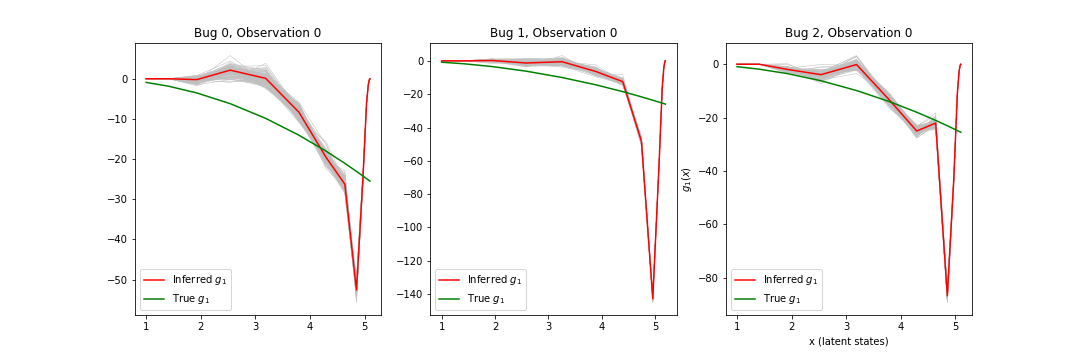 Bug 0, Observation 0
0
−10
−20
−30
−40
−50
1 2 3 4 5
Inferred g₁
True g₁
Bug 1, Observation 0
0
−20
−40
−60
−80
−100
−120
−140
1 2 3 4 5
Inferred g₁
True g₁
Bug 2, Observation 0
g₁(x)
0
−20
−40
−60
−80
1 2 3 4 5
Inferred g₁
True g₁
x (latent states)